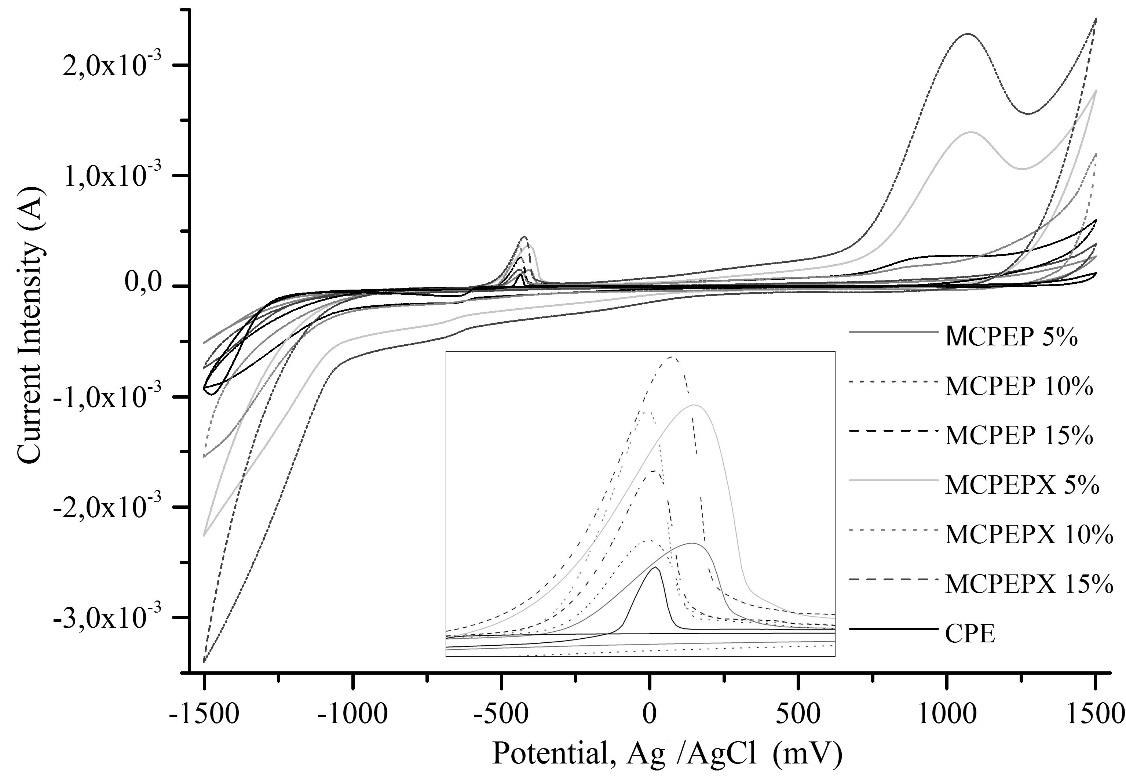 Current Intensity (A)
2,0x10⁻³
1,0x10⁻³
0,0
-1,0x10⁻³
-2,0x10⁻³
-3,0x10⁻³
MCPEP 5%
MCPEP 10%
MCPEP 15%
MCPEPX 5%
MCPEPX 10%
MCPEPX 15%
CPE
-1500 -1000 -500 0 500 1000 1500
Potential, Ag /AgCl (mV)